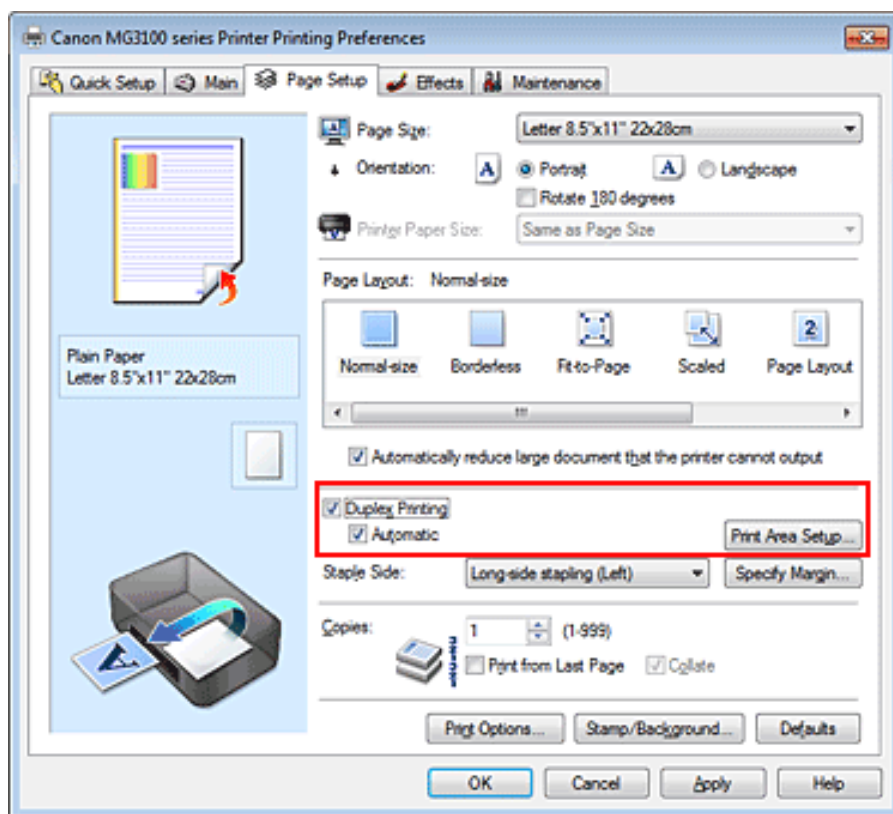 Canon MG3100 series Printer Printing Preferences
Quick Setup Main Page Setup Effects Maintenance
Page Size: Letter 8.5"x11" 22x28cm
Orientation: A Portrait A Landscape
Rotate 180 degrees
Printer Paper Size: Same as Page Size
Page Layout: Normal-size
2
Normal-size Borderless Fit-to-Page Scaled Page Layout
Plain Paper
Letter 8.5"x11" 22x28cm
Automatically reduce large document that the printer cannot output
Duplex Printing
Automatic Print Area Setup...
Staple Side: Long-side stapling (Left) Specify Margin...
Copies: 1 (1-999)
Print from Last Page Collate
A
Print Options... Stamp/Background... Defaults
OK Cancel Apply Help